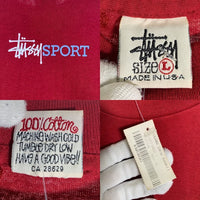 Stüssy SPORT
Stüssy
SIZE L
MADE IN U.S.A
100% Cotton
MACHINE WASH COLD
TUMBLE DRY LOW
HAVE A GOOD VIBE!!
CA 28629